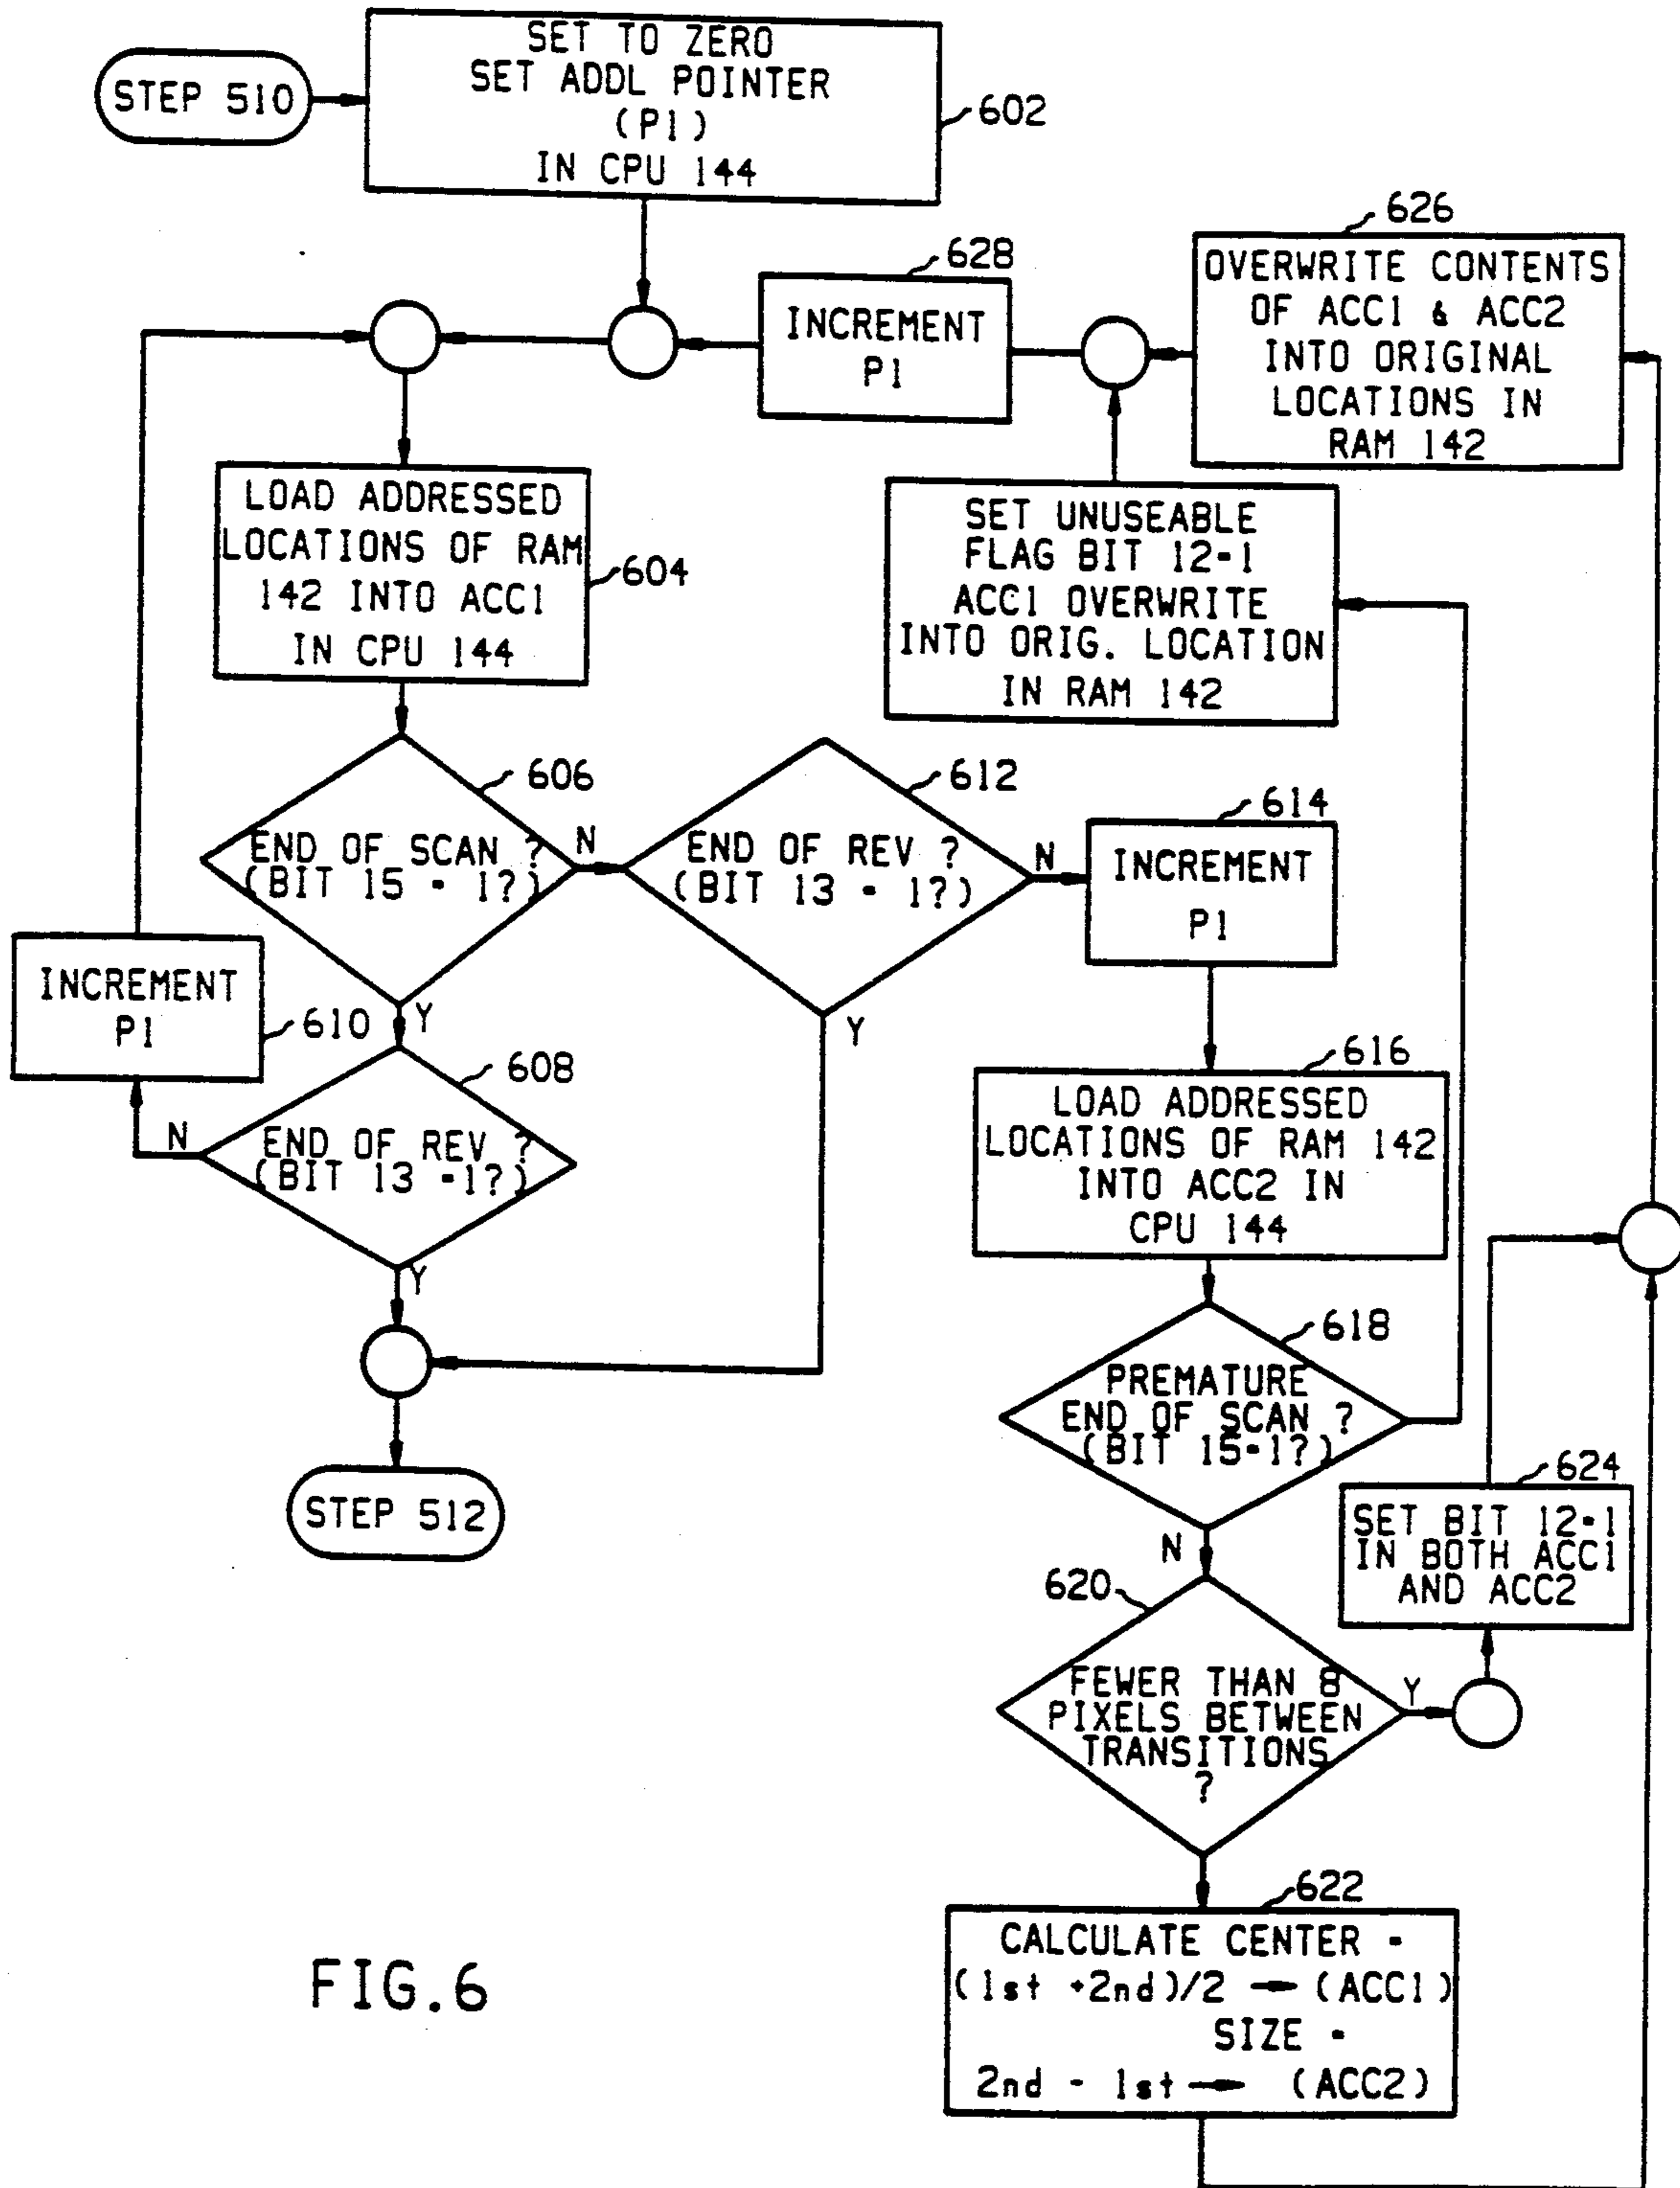 STEP 510
SET TO ZERO
SET ADDL POINTER
(P1)
IN CPU 144
602
626
OVERWRITE CONTENTS
OF ACC1 & ACC2
INTO ORIGINAL
LOCATIONS IN
RAM 142
628
INCREMENT
P1
LOAD ADDRESSED
LOCATIONS OF RAM
142 INTO ACC1
IN CPU 144
604
SET UNUSEABLE
FLAG BIT 12=1
ACC1 OVERWRITE
INTO ORIG. LOCATION
IN RAM 142
606
END OF SCAN ?
(BIT 15 = 1?)
N
Y
612
END OF REV ?
(BIT 13 = 1?)
N
Y
614
INCREMENT
P1
INCREMENT
P1
610
608
END OF REV ?
(BIT 13 =1?)
N
Y
616
LOAD ADDRESSED
LOCATIONS OF RAM 142
INTO ACC2 IN
CPU 144
618
PREMATURE
END OF SCAN ?
(BIT 15=1?)
N
STEP 512
624
SET BIT 12=1
IN BOTH ACC1
AND ACC2
620
FEWER THAN 8
PIXELS BETWEEN
TRANSITIONS
?
Y
622
CALCULATE CENTER =
(1st +2nd)/2 → (ACC1)
SIZE =
2nd - 1st → (ACC2)
FIG.6